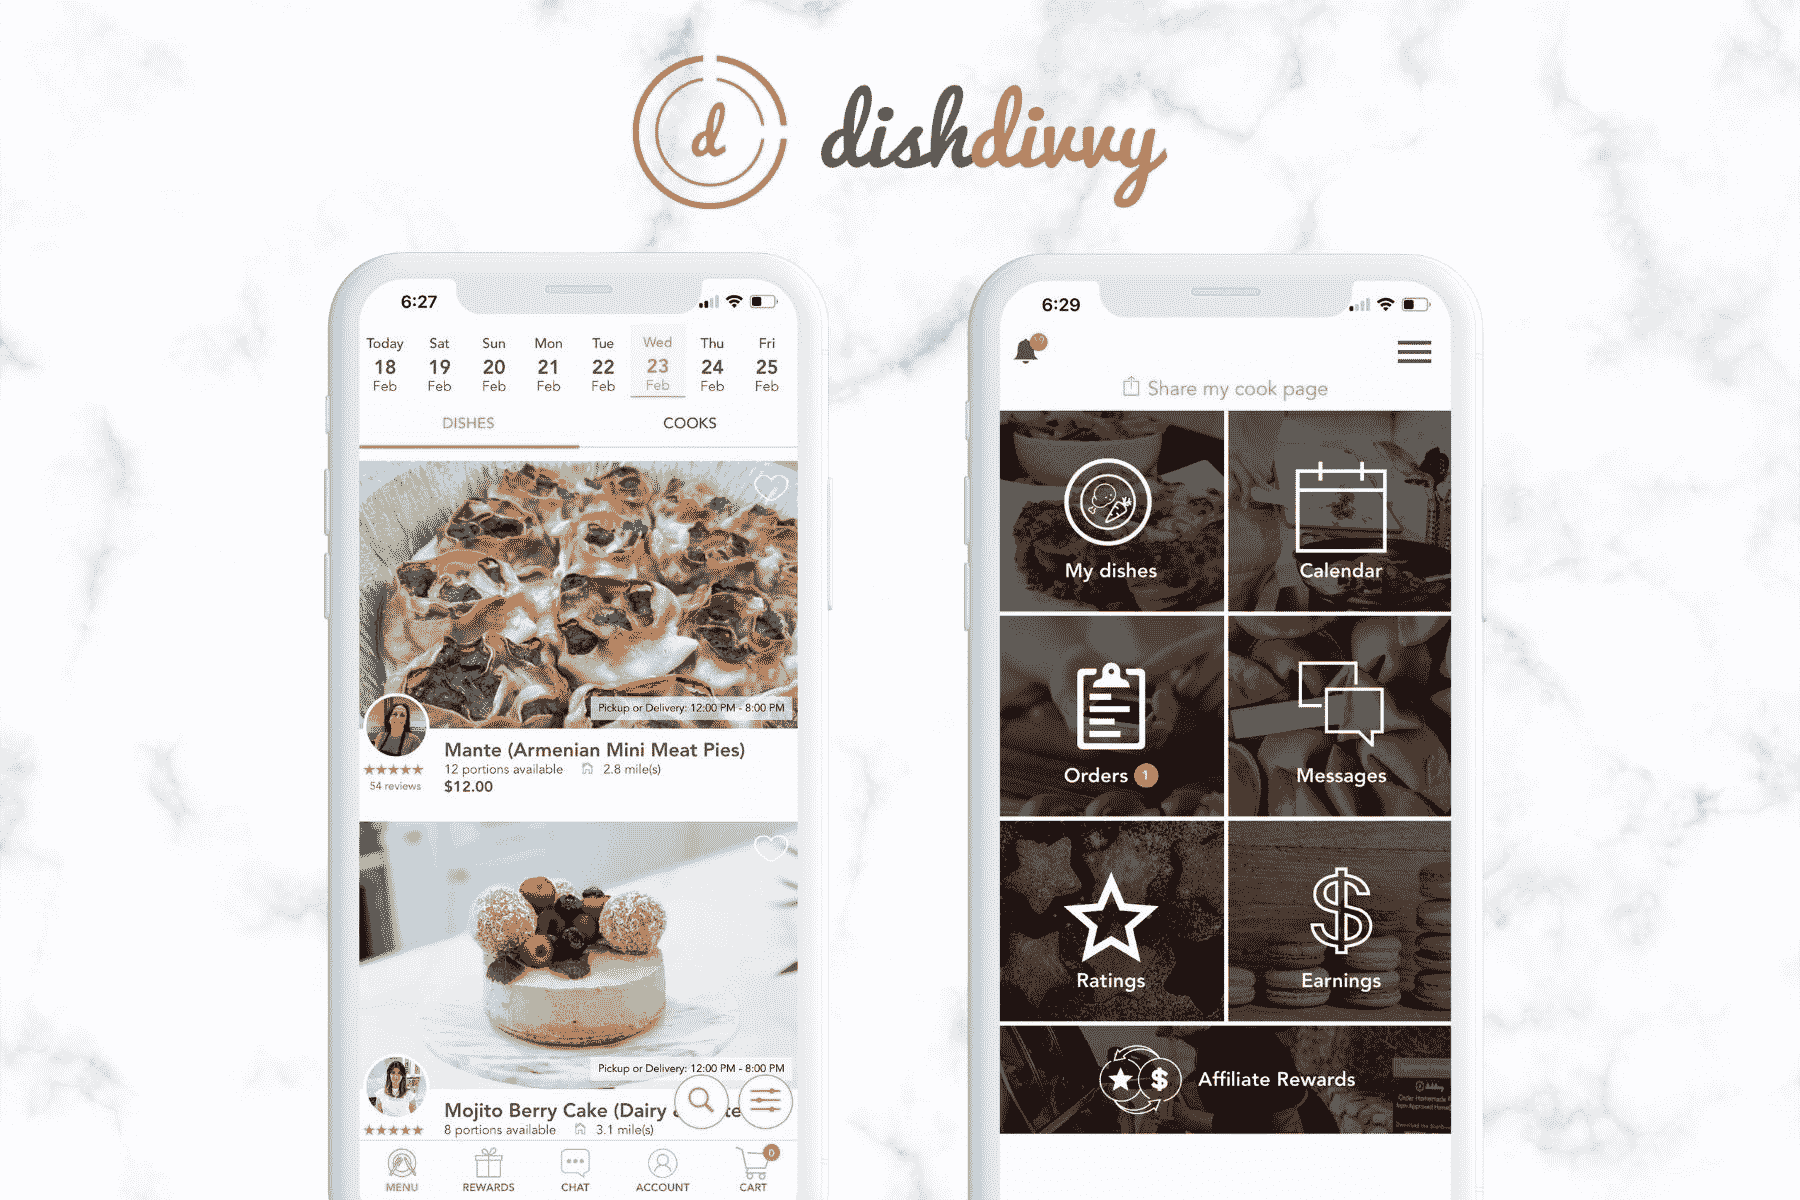 d
dishdivvy
6:27
Today Sat Sun Mon Tue Wed Thu Fri
18 19 20 21 22 23 24 25
Feb Feb Feb Feb Feb Feb Feb Feb
DISHES COOKS
Pickup or Delivery: 12:00 PM - 8:00 PM
Mante (Armenian Mini Meat Pies)
12 portions available 2.8 mile(s)
54 reviews
$12.00
Pickup or Delivery: 12:00 PM - 8:00 PM
Mojito Berry Cake (Dairy
8 portions available 3.1 mile(s)
0
MENU REWARDS CHAT ACCOUNT CART
6:29
Share my cook page
My dishes Calendar
Orders 1 Messages
Ratings Earnings
$ Affiliate Rewards
Order Homemade